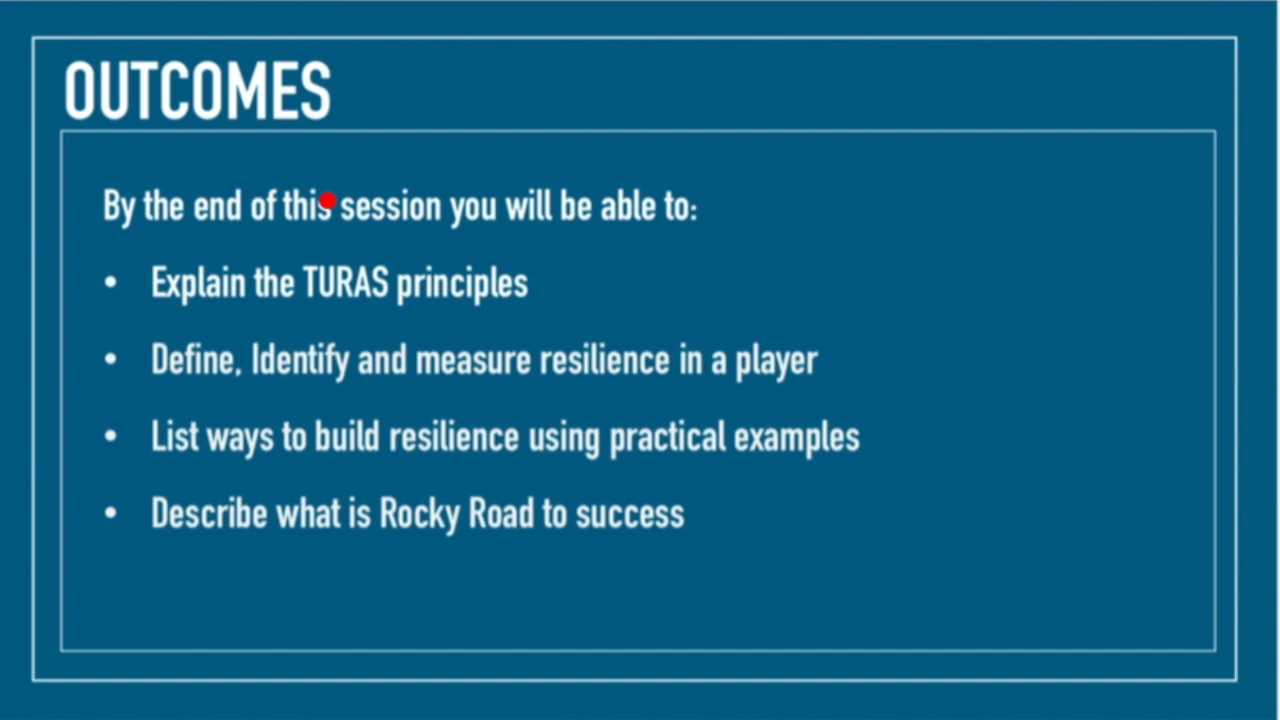 OUTCOMES
By the end of this session you will be able to:
• Explain the TURAS principles
• Define, Identify and measure resilience in a player
• List ways to build resilience using practical examples
• Describe what is Rocky Road to success